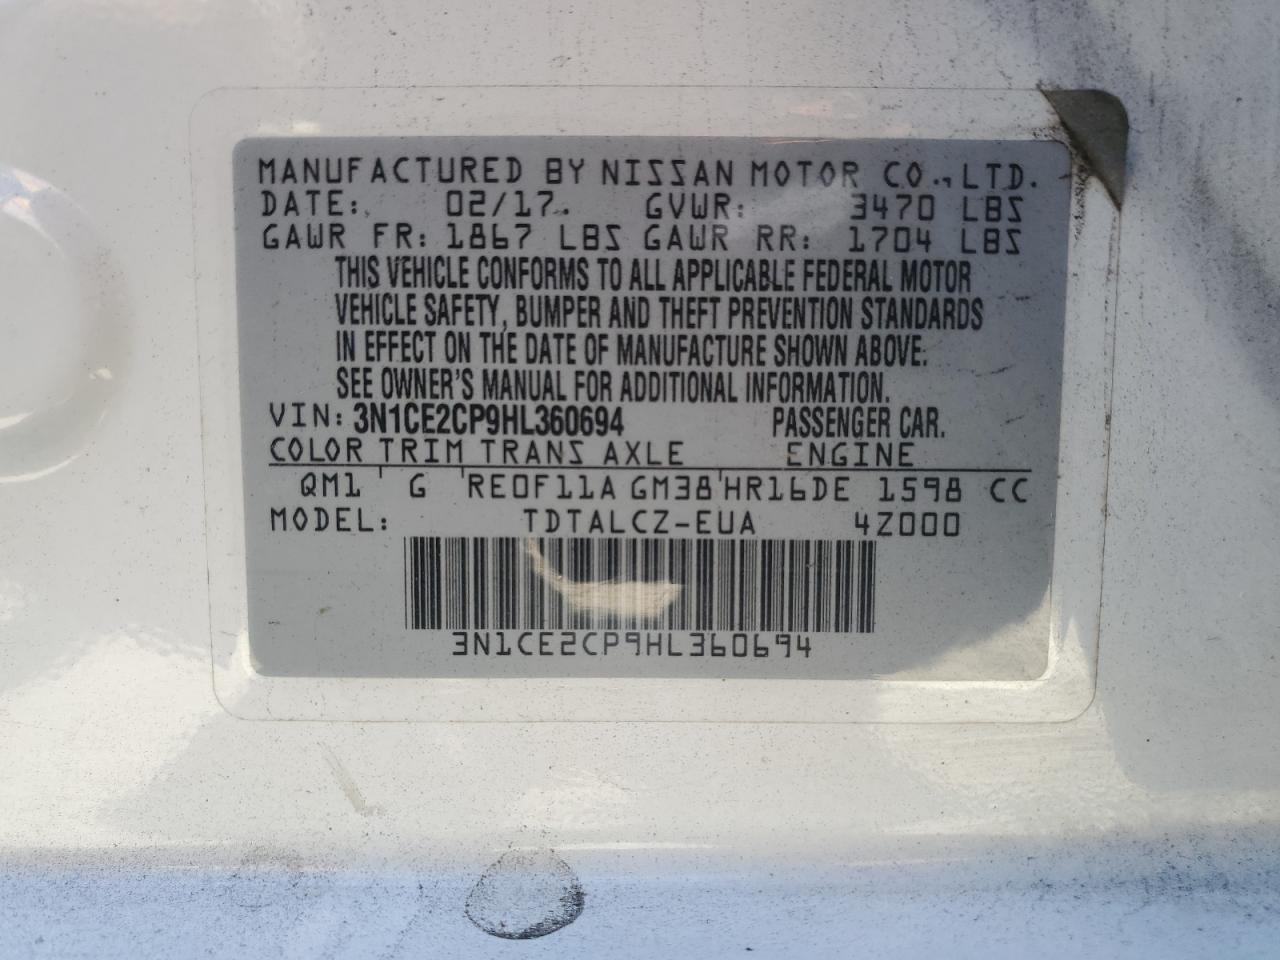 MANUFACTURED BY NISSAN MOTOR CO., LTD.
DATE: 02/17. GVWR: 3470 LBS
GAWR FR: 1867 LBS GAWR RR: 1704 LBS
THIS VEHICLE CONFORMS TO ALL APPLICABLE FEDERAL MOTOR
VEHICLE SAFETY, BUMPER AND THEFT PREVENTION STANDARDS
IN EFFECT ON THE DATE OF MANUFACTURE SHOWN ABOVE.
SEE OWNER'S MANUAL FOR ADDITIONAL INFORMATION.
VIN: 3N1CE2CP9HL360694 PASSENGER CAR.
COLOR TRIM TRANS AXLE ENGINE
QM1 G RE0F11A GM38 HR16DE 1598 CC
MODEL: TDTALCZ-EUA 4Z000
3N1CE2CP9HL360694